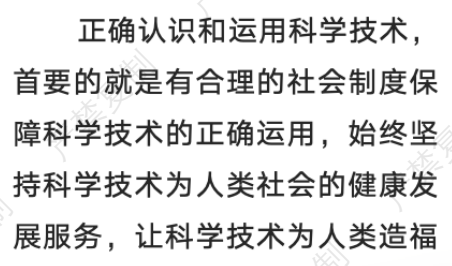 正确认识和运用科学技术，
首要的就是有合理的社会制度保
障科学技术的正确运用，始终坚
持科学技术为人类社会的健康发
展服务，让科学技术为人类造福